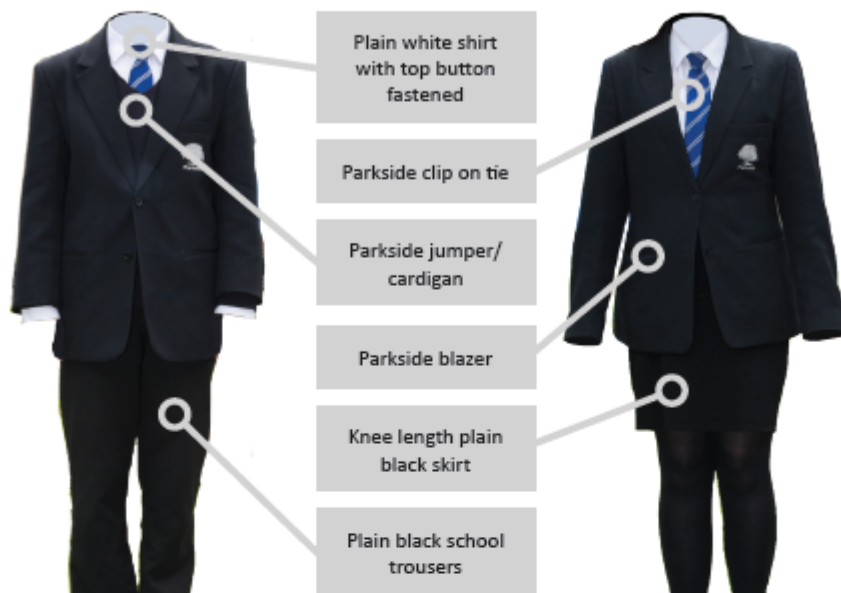 Plain white shirt
with top button
fastened
Parkside clip on tie
Parkside jumper/
cardigan
Parkside blazer
Knee length plain
black skirt
Plain black school
trousers